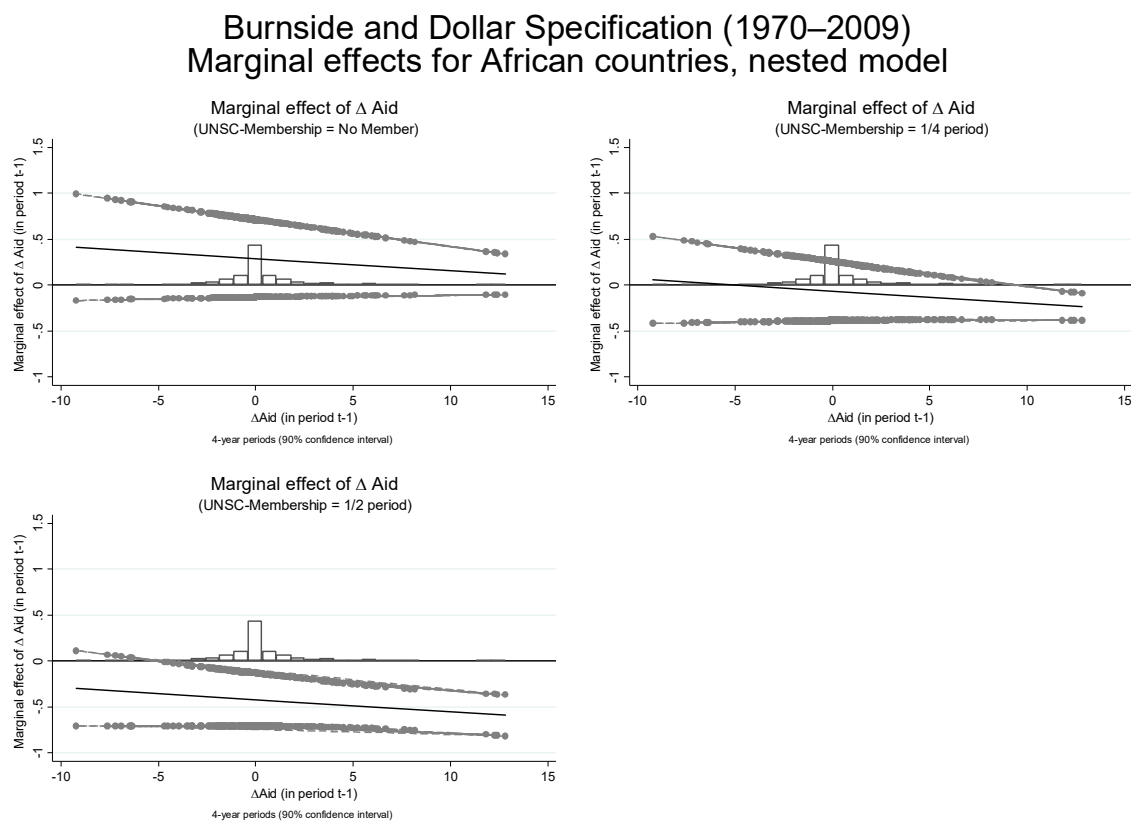 Burnside and Dollar Specification (1970–2009)
Marginal effects for African countries, nested model
Marginal effect of Δ Aid
(UNSC-Membership = No Member)
Marginal effect of Δ Aid (in period t-1)
1.5
1
.5
0
-.5
-1
-10 -5 0 5 10 15
ΔAid (in period t-1)
4-year periods (90% confidence interval)
Marginal effect of Δ Aid
(UNSC-Membership = 1/4 period)
Marginal effect of Δ Aid (in period t-1)
1.5
1
.5
0
-.5
-1
-10 -5 0 5 10 15
ΔAid (in period t-1)
4-year periods (90% confidence interval)
Marginal effect of Δ Aid
(UNSC-Membership = 1/2 period)
Marginal effect of Δ Aid (in period t-1)
1.5
1
.5
0
-.5
-1
-10 -5 0 5 10 15
ΔAid (in period t-1)
4-year periods (90% confidence interval)